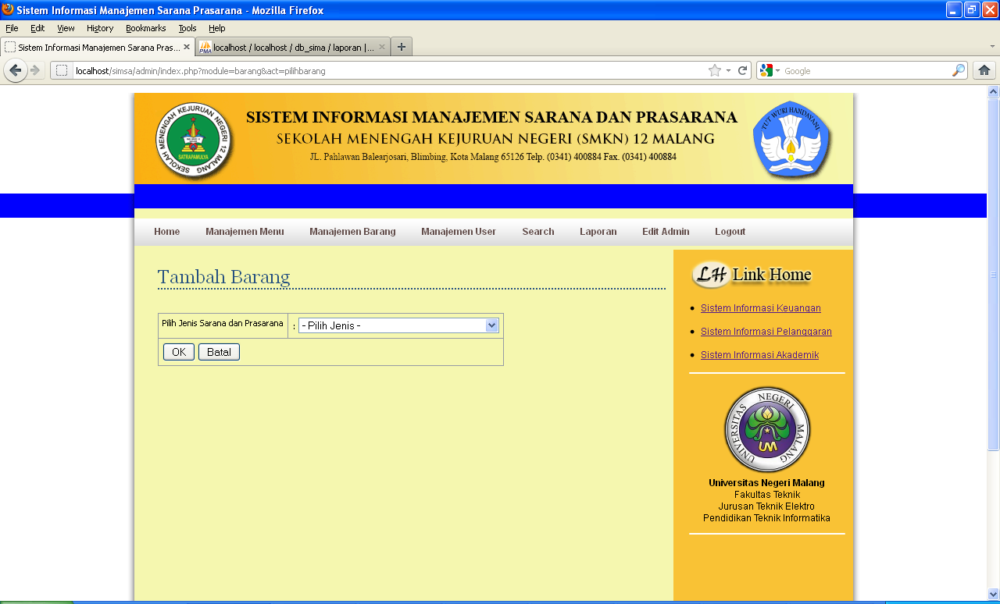 Sistem Informasi Manajemen Sarana Prasarana - Mozilla Firefox
File Edit View History Bookmarks Tools Help
Sistem Informasi Manajemen Sarana Pras...
PMA localhost / localhost / db_sima / laporan |...
localhost/simsa/admin/index.php?module=barang&act=pilihbarang
Google
SEKOLAH MENENGAH KEJURUAN NEGERI 12 MALANG
SATRAPAMULYA
SISTEM INFORMASI MANAJEMEN SARANA DAN PRASARANA
SEKOLAH MENENGAH KEJURUAN NEGERI (SMKN) 12 MALANG
JL. Pahlawan Balearjosari, Blimbing, Kota Malang 65126 Telp. (0341) 400884 Fax. (0341) 400884
TUT WURI HANDAYANI
Home Manajemen Menu Manajemen Barang Manajemen User Search Laporan Edit Admin Logout
Tambah Barang
Pilih Jenis Sarana dan Prasarana : - Pilih Jenis -
OK Batal
LH Link Home
Sistem Informasi Keuangan
Sistem Informasi Pelanggaran
Sistem Informasi Akademik
UNIVERSITAS NEGERI MALANG
UM
Universitas Negeri Malang
Fakultas Teknik
Jurusan Teknik Elektro
Pendidikan Teknik Informatika